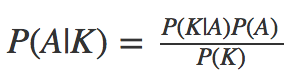 P(A|K) = P(K|A)P(A) / P(K)